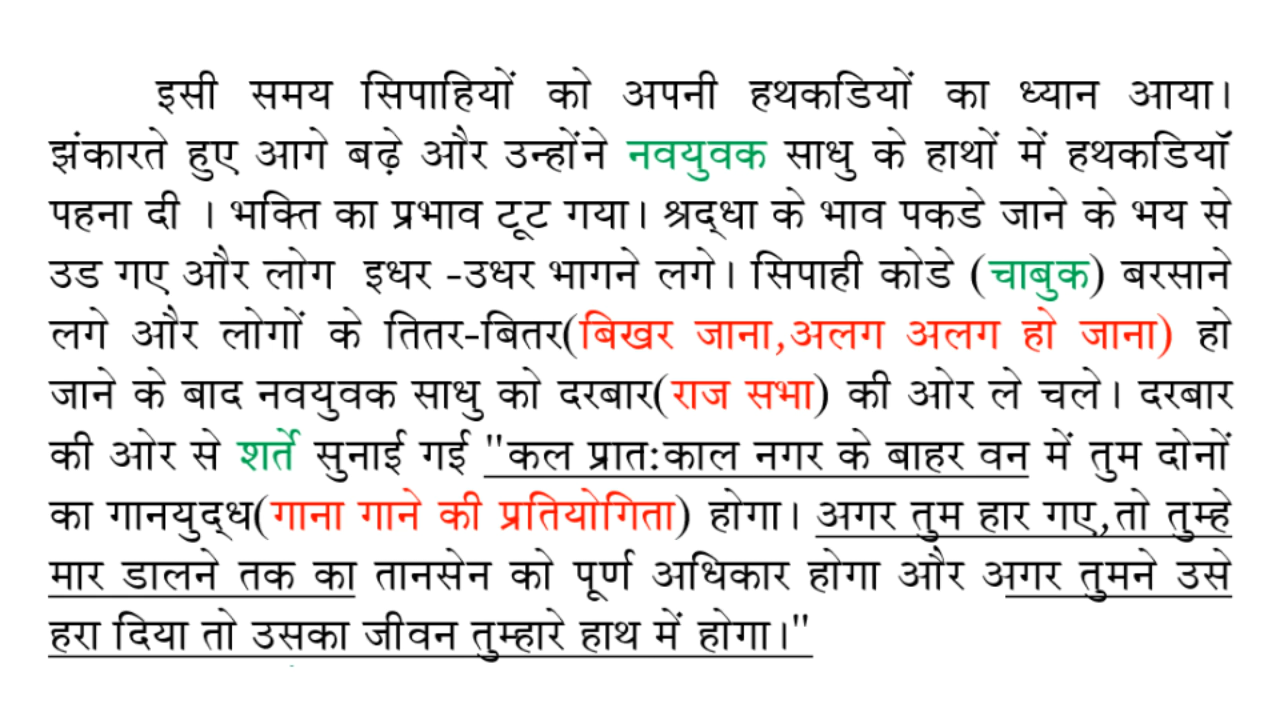 इसी समय सिपाहियों को अपनी हथकडियों का ध्यान आया।
झंकारते हुए आगे बढ़े और उन्होंने नवयुवक साधु के हाथों में हथकडियॉ
पहना दी । भक्ति का प्रभाव टूट गया। श्रद्‌धा के भाव पकडे जाने के भय से
उड गए और लोग इधर -उधर भागने लगे। सिपाही कोडे (चाबुक) बरसाने
लगे और लोगों के तितर-बितर(बिखर जाना,अलग अलग हो जाना) हो
जाने के बाद नवयुवक साधु को दरबार(राज सभा) की ओर ले चले। दरबार
की ओर से शर्ते सुनाई गई "कल प्रात:काल नगर के बाहर वन में तुम दोनों
का गानयुद्‌ध(गाना गाने की प्रतियोगिता) होगा। अगर तुम हार गए,तो तुम्हे
मार डालने तक का तानसेन को पूर्ण अधिकार होगा और अगर तुमने उसे
हरा दिया तो उसका जीवन तुम्हारे हाथ में होगा।"